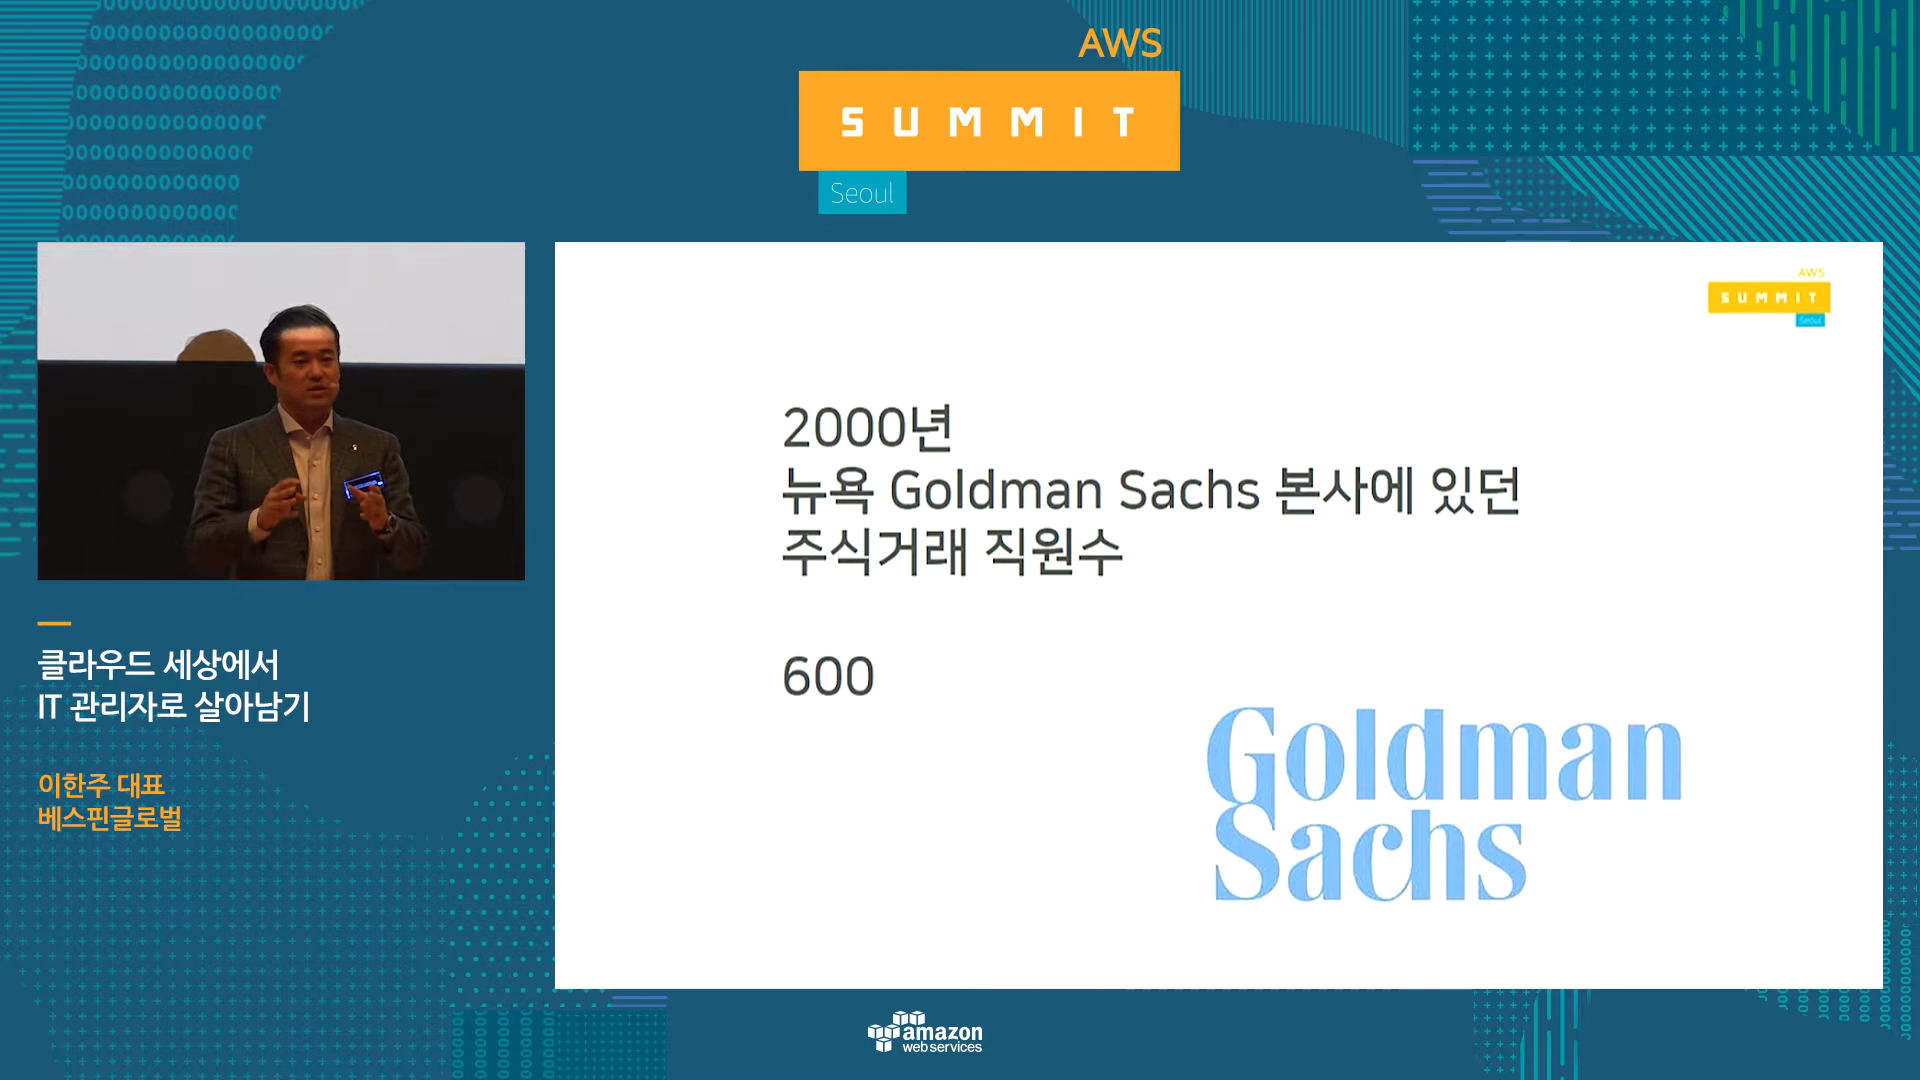 AWS
SUMMIT
Seoul
AWS
SUMMIT
Seoul
2000년
뉴욕 Goldman Sachs 본사에 있던
주식거래 직원수
600
Goldman
Sachs
클라우드 세상에서
IT 관리자로 살아남기
이한주 대표
베스핀글로벌
amazon
web services